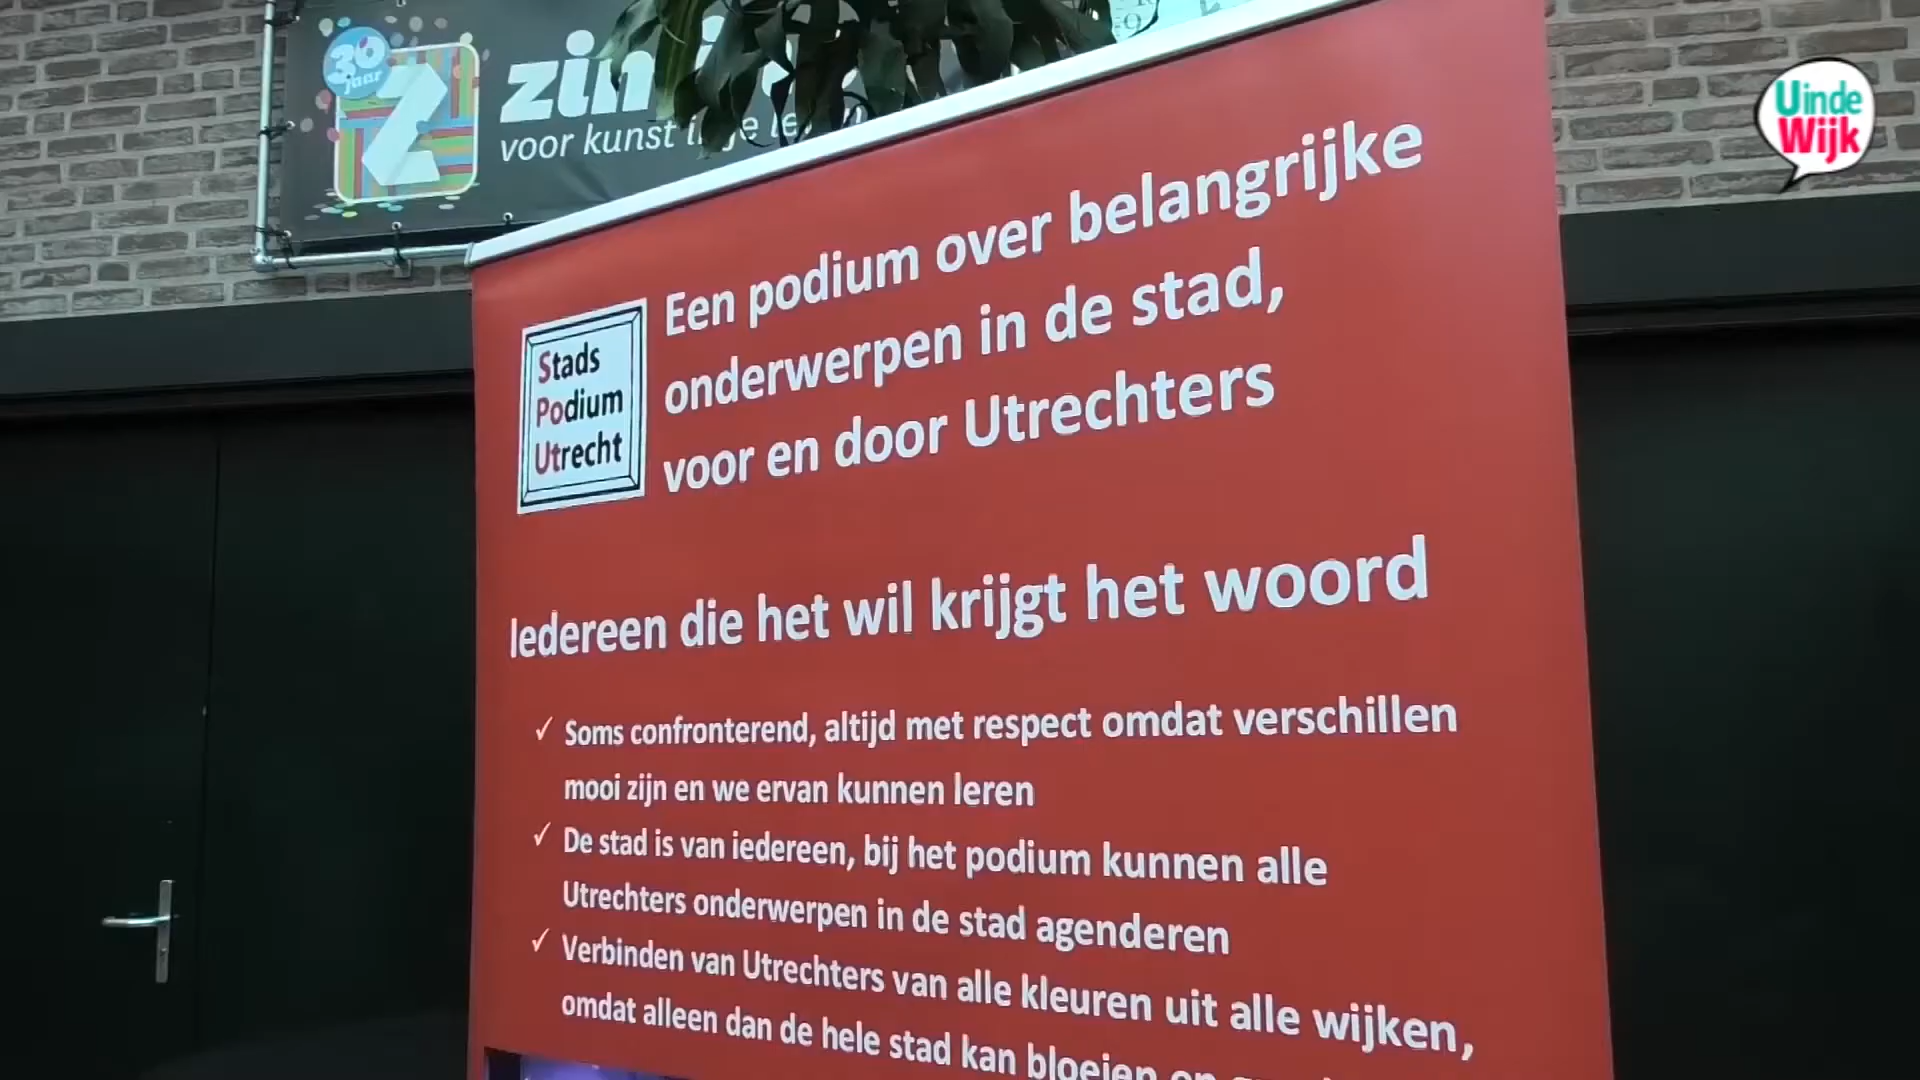 30
jaar
Z
voor kunst
Uinde
Wijk
Een podium over belangrijke
onderwerpen in de stad,
voor en door Utrechters
Stads
Podium
Utrecht
Iedereen die het wil krijgt het woord
✓ Soms confronterend, altijd met respect omdat verschillen
mooi zijn en we ervan kunnen leren
✓ De stad is van iedereen, bij het podium kunnen alle
Utrechters onderwerpen in de stad agenderen
✓ Verbinden van Utrechters van alle kleuren uit alle wijken,
omdat alleen dan de hele stad kan bloeien